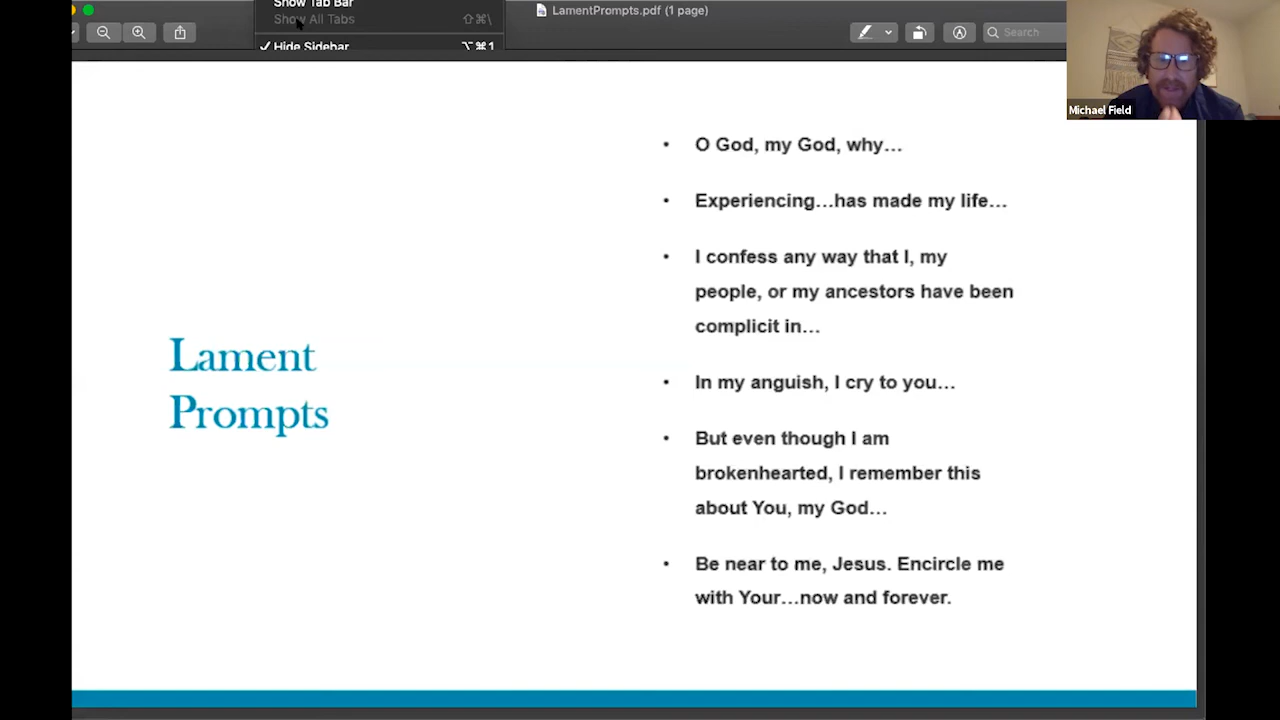 Show Tab Bar
LamentPrompts.pdf (1 page)
Show All Tabs ⇧⌘\
Search
✓ Hide Sidebar ⌥⌘1
Michael Field
• O God, my God, why…
• Experiencing…has made my life…
• I confess any way that I, my
people, or my ancestors have been
complicit in…
Lament
Prompts
• In my anguish, I cry to you…
• But even though I am
brokenhearted, I remember this
about You, my God…
• Be near to me, Jesus. Encircle me
with Your…now and forever.